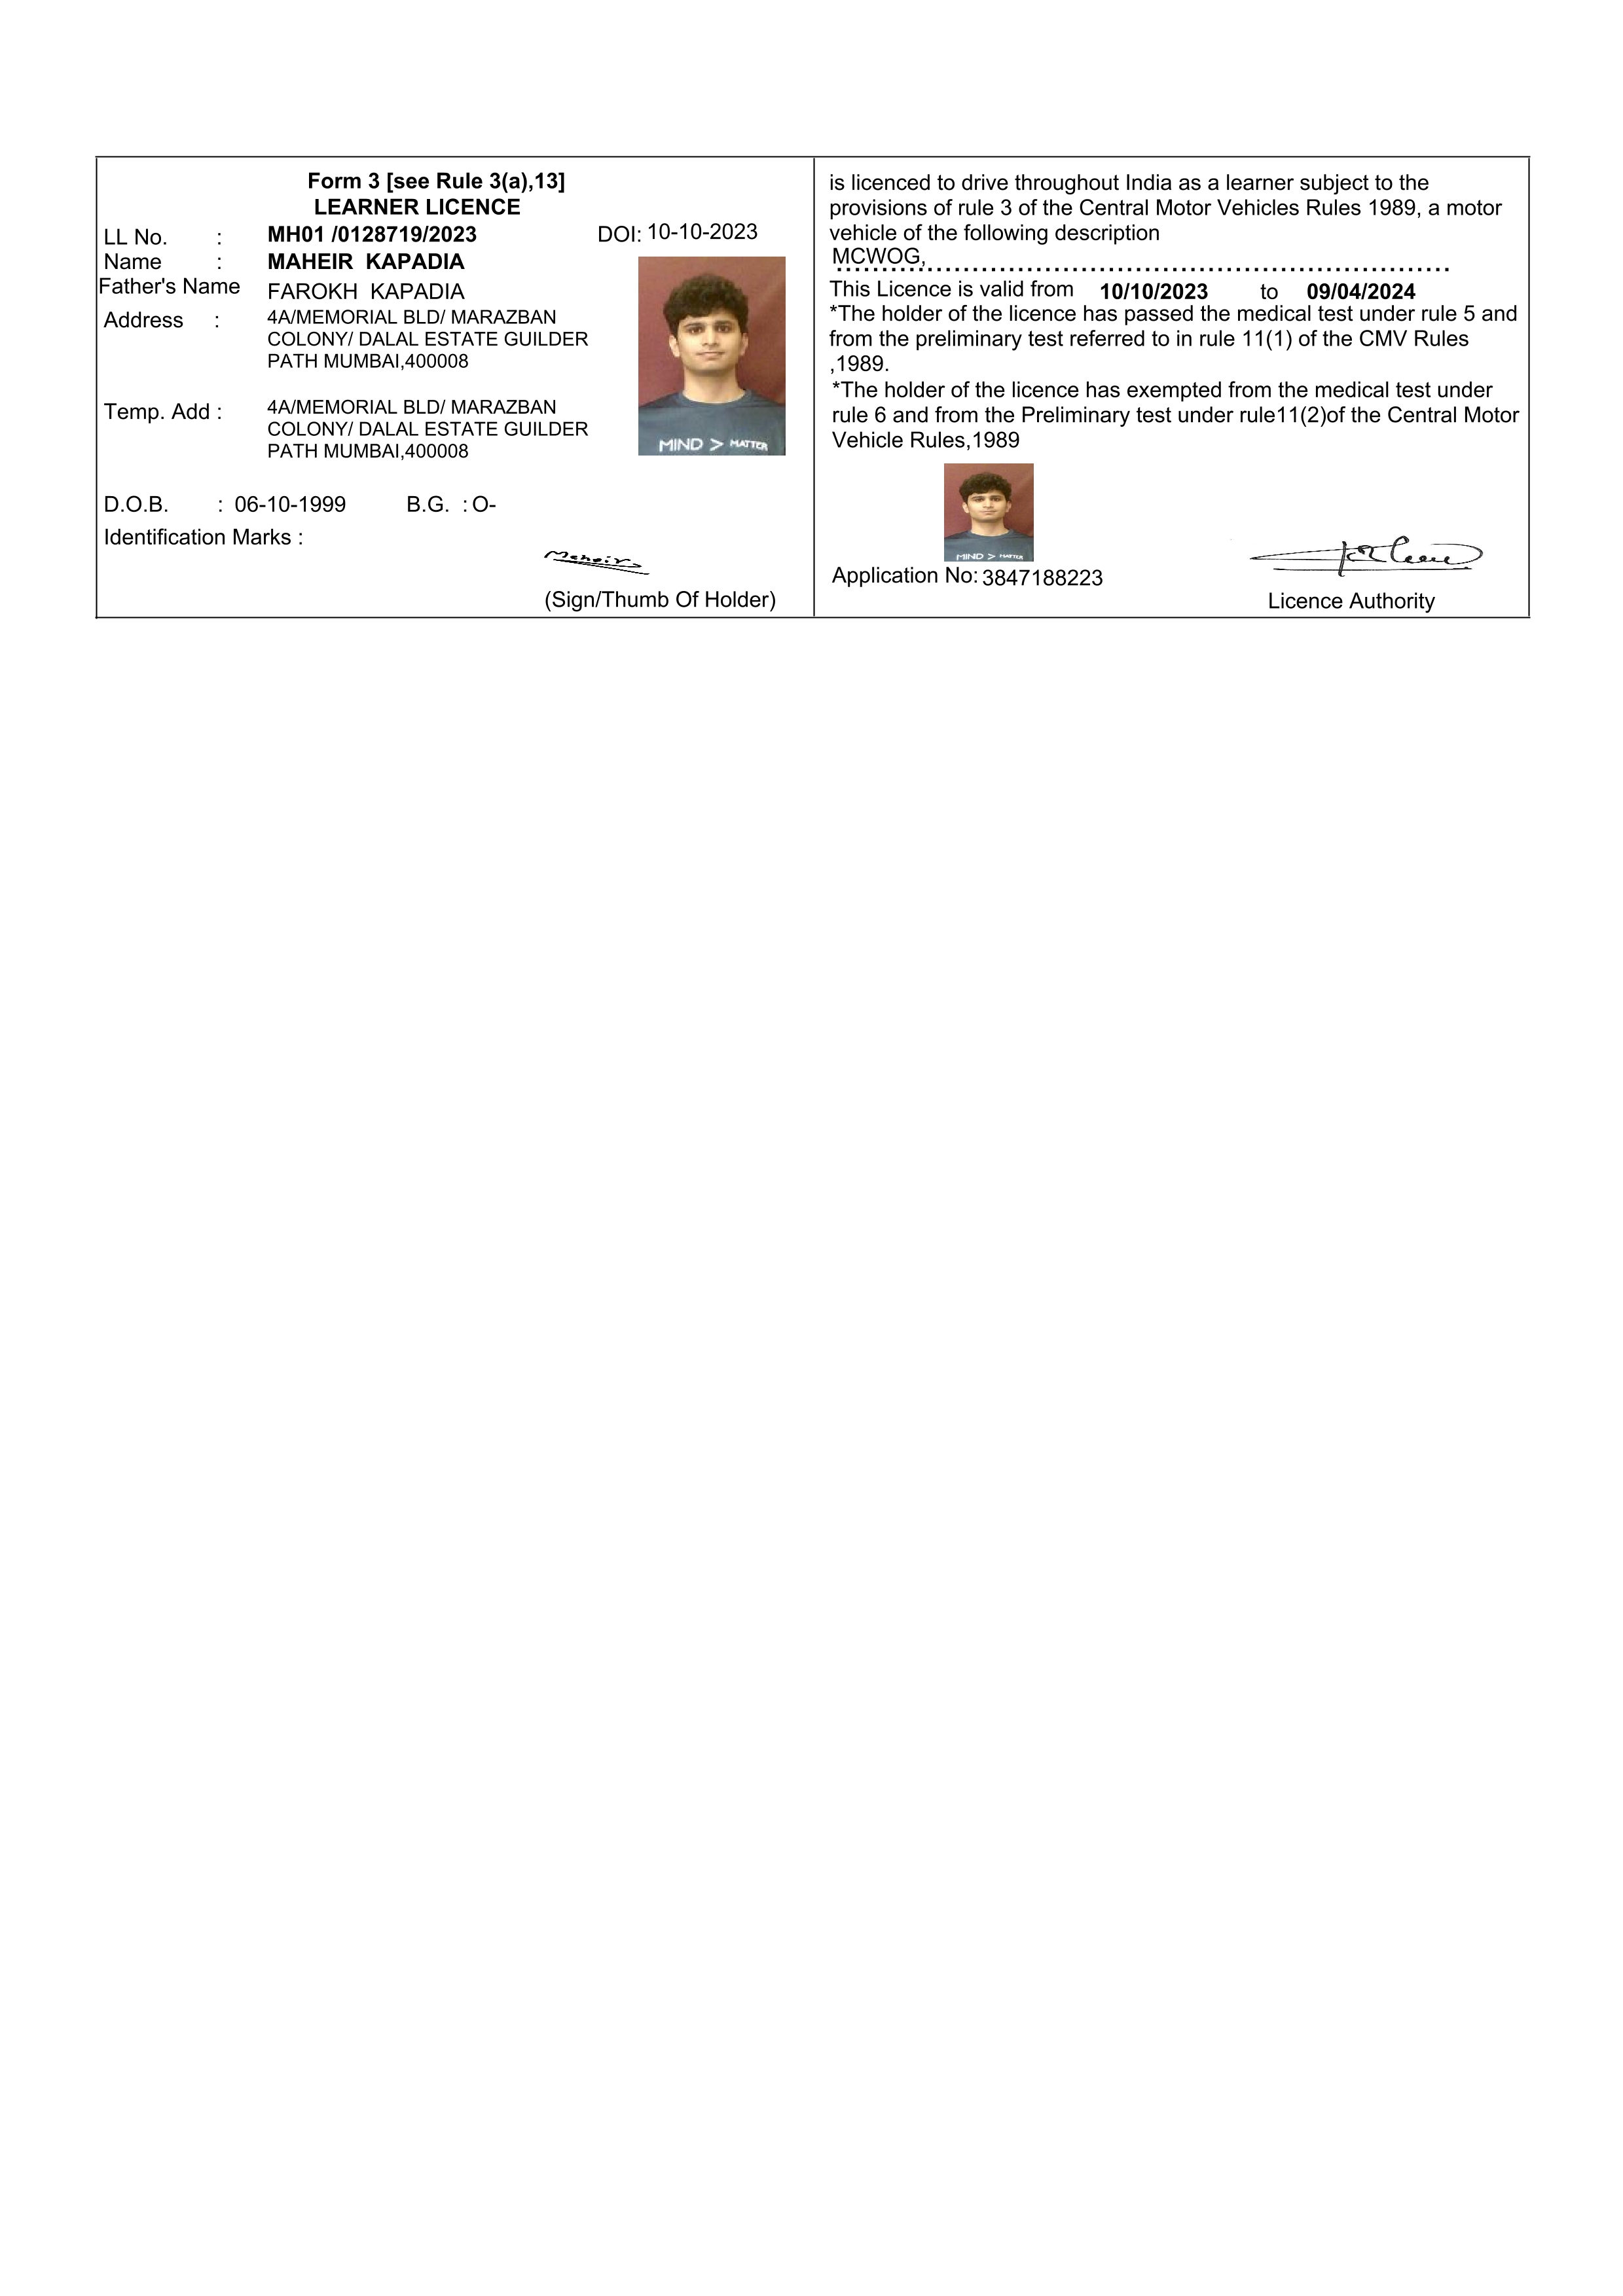 Form 3 [see Rule 3(a),13]
LEARNER LICENCE
LL No. : MH01 /0128719/2023 DOI: 10-10-2023
Name : MAHEIR KAPADIA
Father's Name FAROKH KAPADIA
Address : 4A/MEMORIAL BLD/ MARAZBAN
COLONY/ DALAL ESTATE GUILDER
PATH MUMBAI,400008
Temp. Add : 4A/MEMORIAL BLD/ MARAZBAN
COLONY/ DALAL ESTATE GUILDER
PATH MUMBAI,400008
MIND > MATTER
D.O.B. : 06-10-1999 B.G. : O-
Identification Marks :
Maheir
(Sign/Thumb Of Holder)
is licenced to drive throughout India as a learner subject to the
provisions of rule 3 of the Central Motor Vehicles Rules 1989, a motor
vehicle of the following description
MCWOG,
This Licence is valid from 10/10/2023 to 09/04/2024
*The holder of the licence has passed the medical test under rule 5 and
from the preliminary test referred to in rule 11(1) of the CMV Rules
,1989.
*The holder of the licence has exempted from the medical test under
rule 6 and from the Preliminary test under rule11(2)of the Central Motor
Vehicle Rules,1989
MIND > MATTER
Application No: 3847188223
Licence Authority